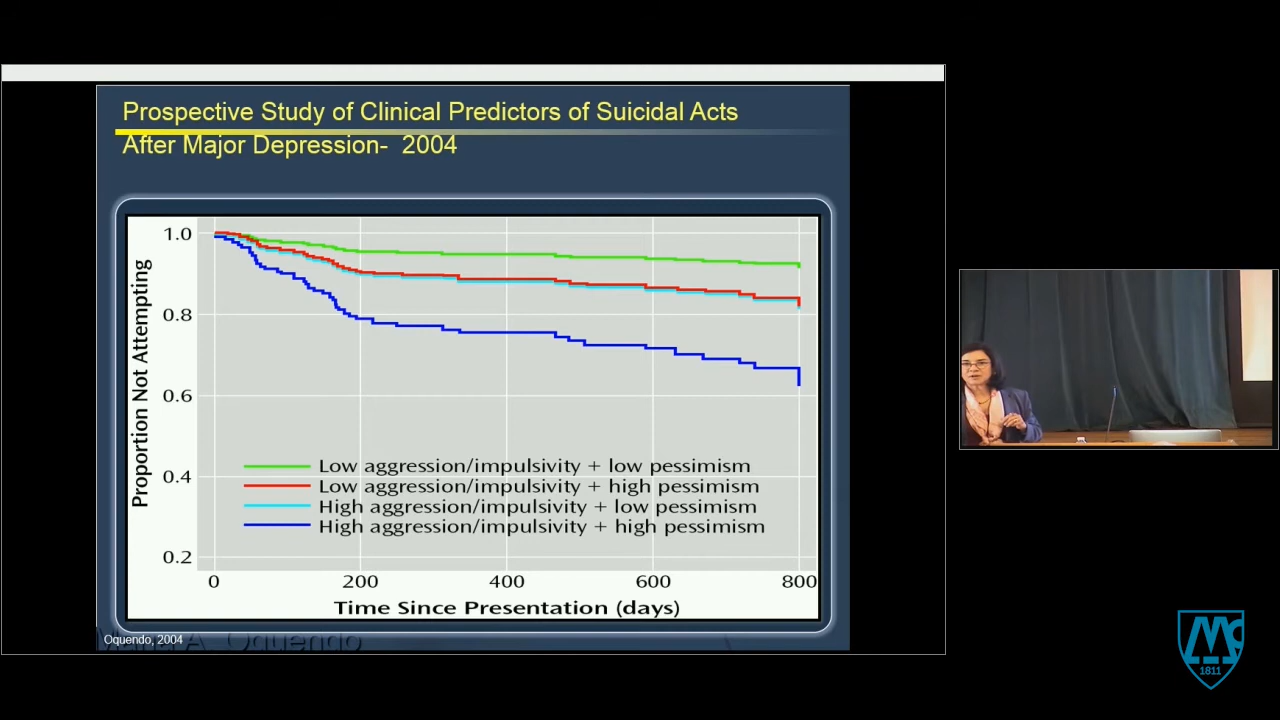 Prospective Study of Clinical Predictors of Suicidal Acts
After Major Depression-  2004
Proportion Not Attempting
1.0
0.8
0.6
0.4
0.2
Low aggression/impulsivity + low pessimism
Low aggression/impulsivity + high pessimism
High aggression/impulsivity + low pessimism
High aggression/impulsivity + high pessimism
0 200 400 600 800
Time Since Presentation (days)
Oquendo, 2004
Maria A. Oquendo
1811